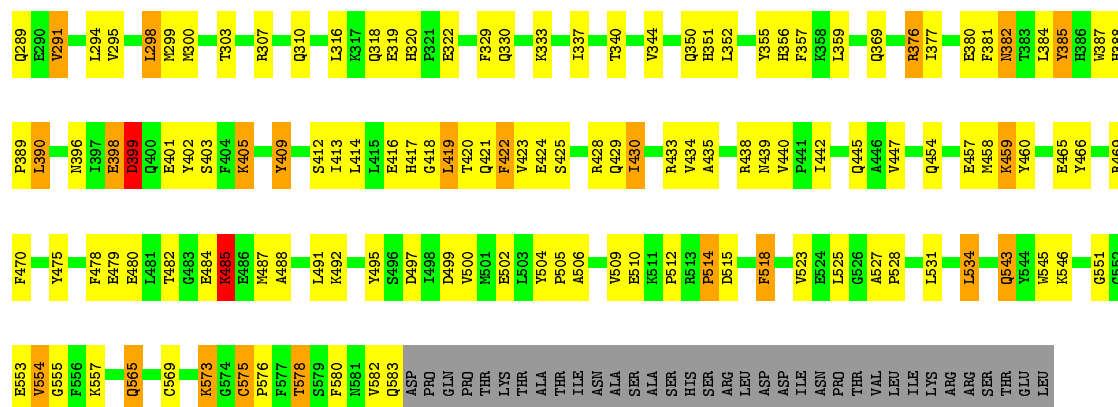 Q289 E290 V291 L294 V295 L298 M299 M300 T303 R307 Q310 L316 K317 Q318 E319 H320 P321 E322 F329 Q330 K333 I337 T340 V344 Q350 H351 L352 Y355 H356 F357 K358 L359 Q369 R376 I377 E380 F381 N382 T383 L384 Y385 H386 W387 H388
P389 L390 N396 I397 E398 D399 Q400 E401 Y402 S403 F404 K405 Y409 S412 I413 L414 L415 E416 H417 G418 L419 T420 Q421 F422 V423 E424 S425 R428 Q429 I430 R433 V434 A435 R438 N439 V440 P441 I442 Q445 A446 V447 Q454 E457 M458 K459 Y460 E465 Y466 R469
F470 Y475 F478 E479 E480 L481 T482 G483 E484 K485 E486 M487 A488 L491 K492 Y495 S496 D497 I498 D499 V500 M501 E502 L503 Y504 P505 A506 V509 E510 K511 P512 R513 P514 D515 F518 V523 E524 L525 G526 A527 P528 L531 L534 Q543 Y544 W545 K546 G551 G552
E553 V554 G555 F556 K557 Q565 C569 K573 G574 C575 P576 F577 T578 S579 F580 N581 V582 Q583 ASP PRO GLN PRO THR LYS THR ALA THR ILE ASN ALA SER ALA SER HIS SER ARG LEU ASP ASP ILE ASN PRO THR VAL LEU ILE LYS ARG ARG SER THR GLU LEU